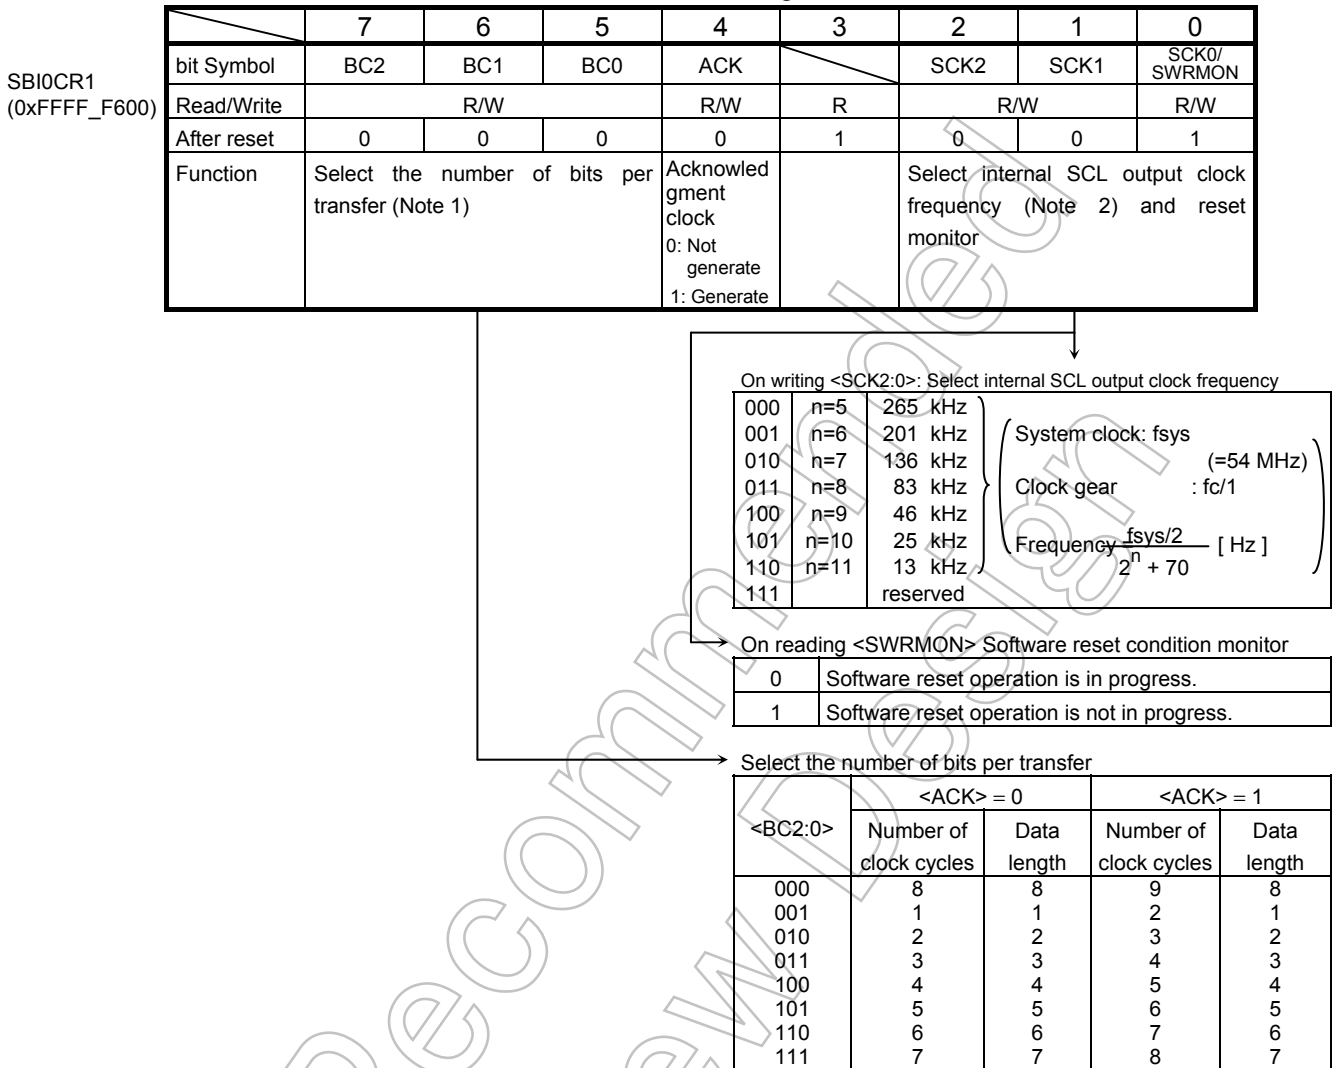 7 6 5 4 3 2 1 0
SBI0CR1
(0xFFFF_F600)
bit Symbol BC2 BC1 BC0 ACK SCK2 SCK1 SCK0/
SWRMON
Read/Write R/W R/W R R/W R/W
After reset 0 0 0 0 1 0 0 1
Function Select the number of bits per
transfer (Note 1)
Acknowled
gment
clock
0: Not
generate
1: Generate
Select internal SCL output clock
frequency (Note 2) and reset
monitor
On writing <SCK2:0>: Select internal SCL output clock frequency
000 n=5 265 kHz
001 n=6 201 kHz
010 n=7 136 kHz
011 n=8 83 kHz
100 n=9 46 kHz
101 n=10 25 kHz
110 n=11 13 kHz
111 reserved
System clock: fsys
(=54 MHz)
Clock gear : fc/1
Frequency = fsys/2 [ Hz ]
2^n + 70
On reading <SWRMON> Software reset condition monitor
0 Software reset operation is in progress.
1 Software reset operation is not in progress.
Select the number of bits per transfer
<BC2:0> <ACK> = 0 <ACK> = 1
Number of clock cycles Data length Number of clock cycles Data length
000 8 8 9 8
001 1 1 2 1
010 2 2 3 2
011 3 3 4 3
100 4 4 5 4
101 5 5 6 5
110 6 6 7 6
111 7 7 8 7
Recommended
ew Design